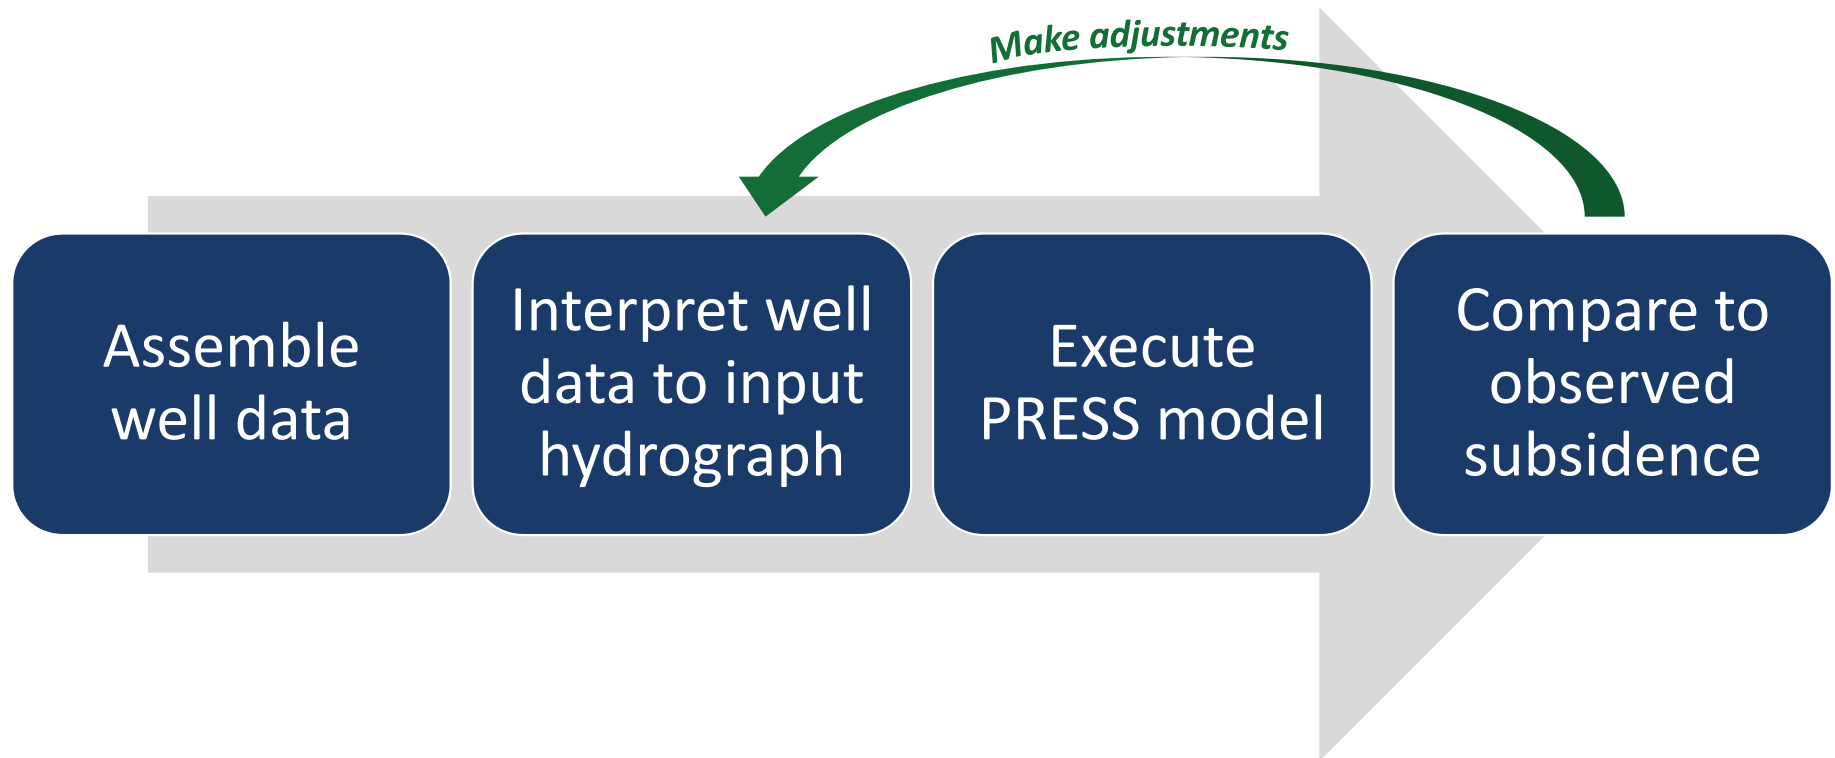 Make adjustments
Assemble
well data
Interpret well
data to input
hydrograph
Execute
PRESS model
Compare to
observed
subsidence